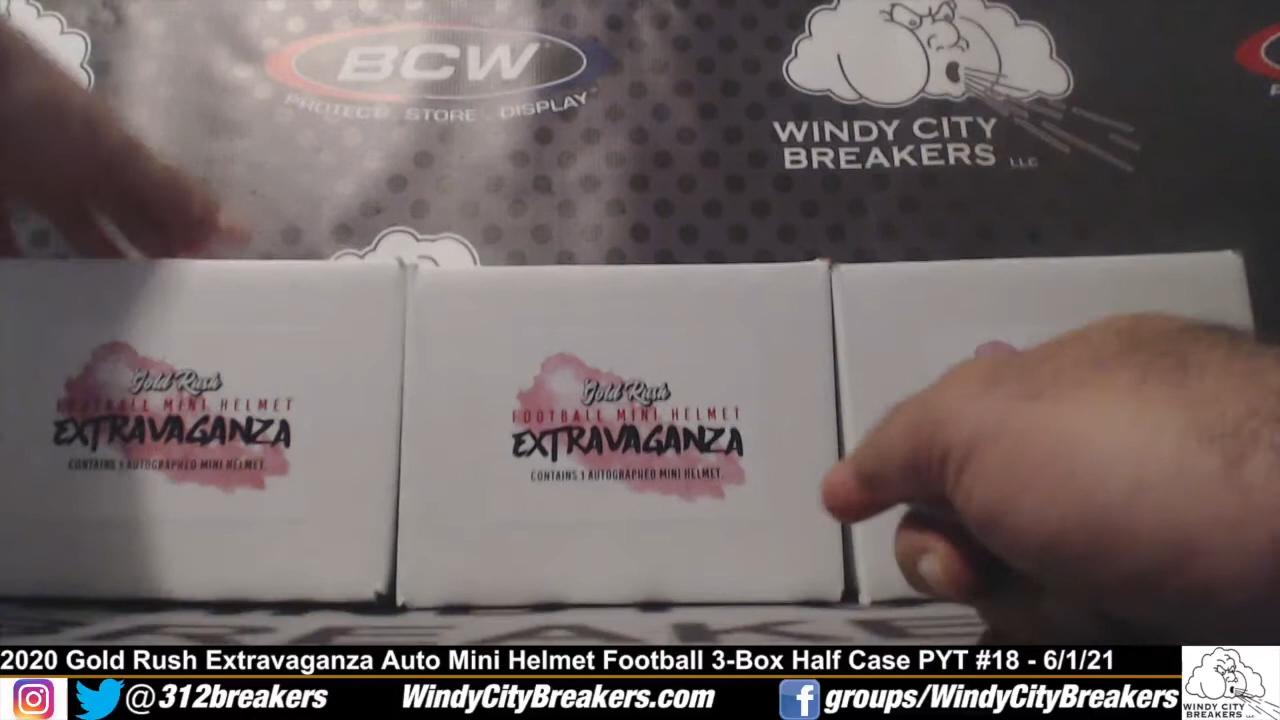 BCW
PROTECT STORE DISPLAY
WINDY CITY
BREAKERS LLC
Gold Rush
FOOTBALL MINI HELMET
EXTRAVAGANZA
CONTAINS 1 AUTOGRAPHED MINI HELMET.
Gold Rush
FOOTBALL MINI HELMET
EXTRAVAGANZA
CONTAINS 1 AUTOGRAPHED MINI HELMET.
BREAKE
2020 Gold Rush Extravaganza Auto Mini Helmet Football 3-Box Half Case PYT #18 - 6/1/21
@312breakers WindyCityBreakers.com groups/WindyCityBreakers
WINDY CITY
BREAKERS LLC